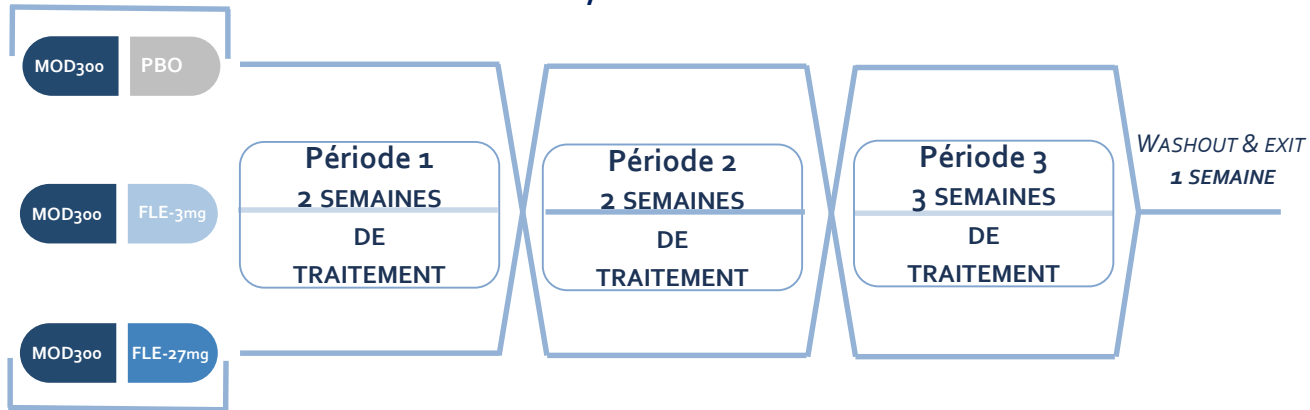 MOD300 PBO
MOD300 FLE-3mg
MOD300 FLE-27mg
Période 1
2 SEMAINES
DE
TRAITEMENT
Période 2
2 SEMAINES
DE
TRAITEMENT
Période 3
3 SEMAINES
DE
TRAITEMENT
WASHOUT & EXIT
1 SEMAINE